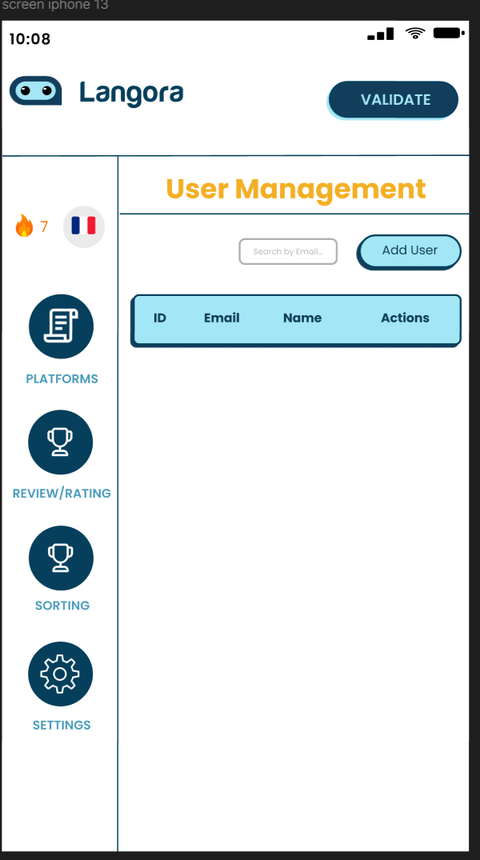 screen iphone 13
10:08
Langora
VALIDATE
User Management
7
Search by Email...
Add User
ID Email Name Actions
PLATFORMS
REVIEW/RATING
SORTING
SETTINGS